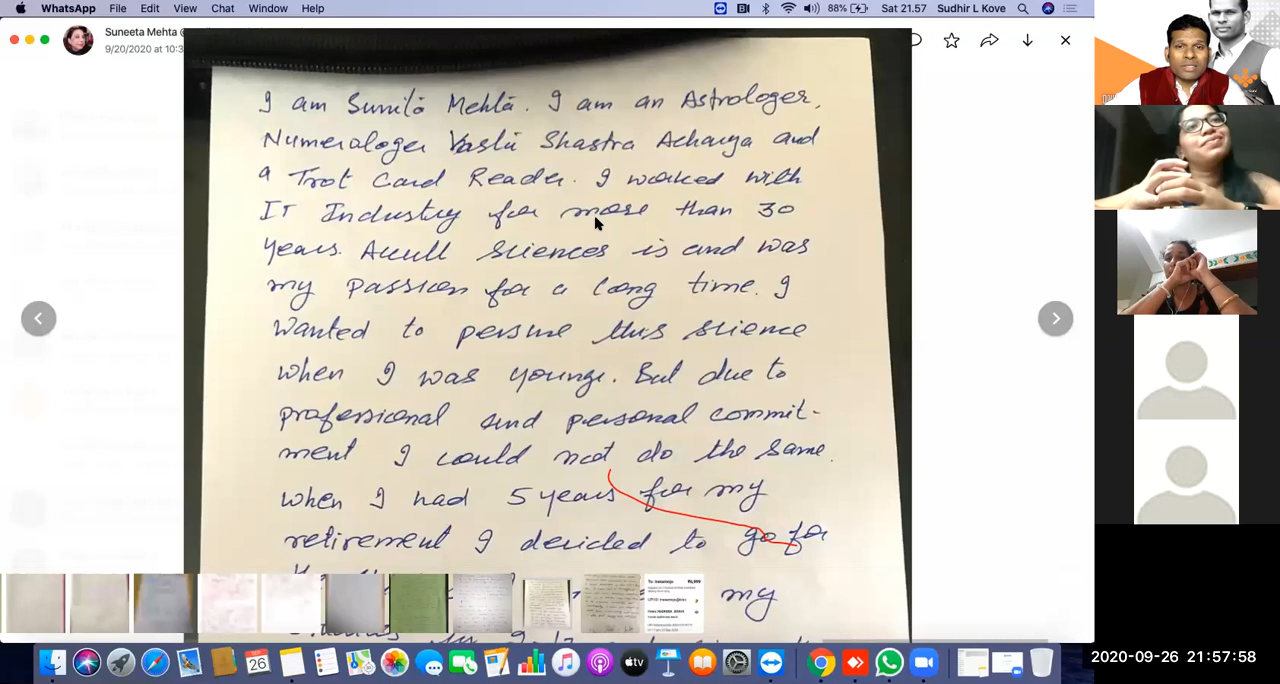 WhatsApp File Edit View Chat Window Help
88% Sat 21.57 Sudhir L Kove
Suneeta Mehta
9/20/2020 at 10:3
I am Sunita Mehta. I am an Astrologer,
Numerologer Vastu Shastra Acharya and
a Trot Card Reader. I worked with
IT Industry for more than 30
years. Accult sciences is and was
my passion for a long time. I
wanted to persue this science
when I was younge. But due to
professional and personal commit-
ment I could not do the same.
When I had 5 years for my
retirement I decided to go for
my
26
tv
2020-09-26 21:57:58